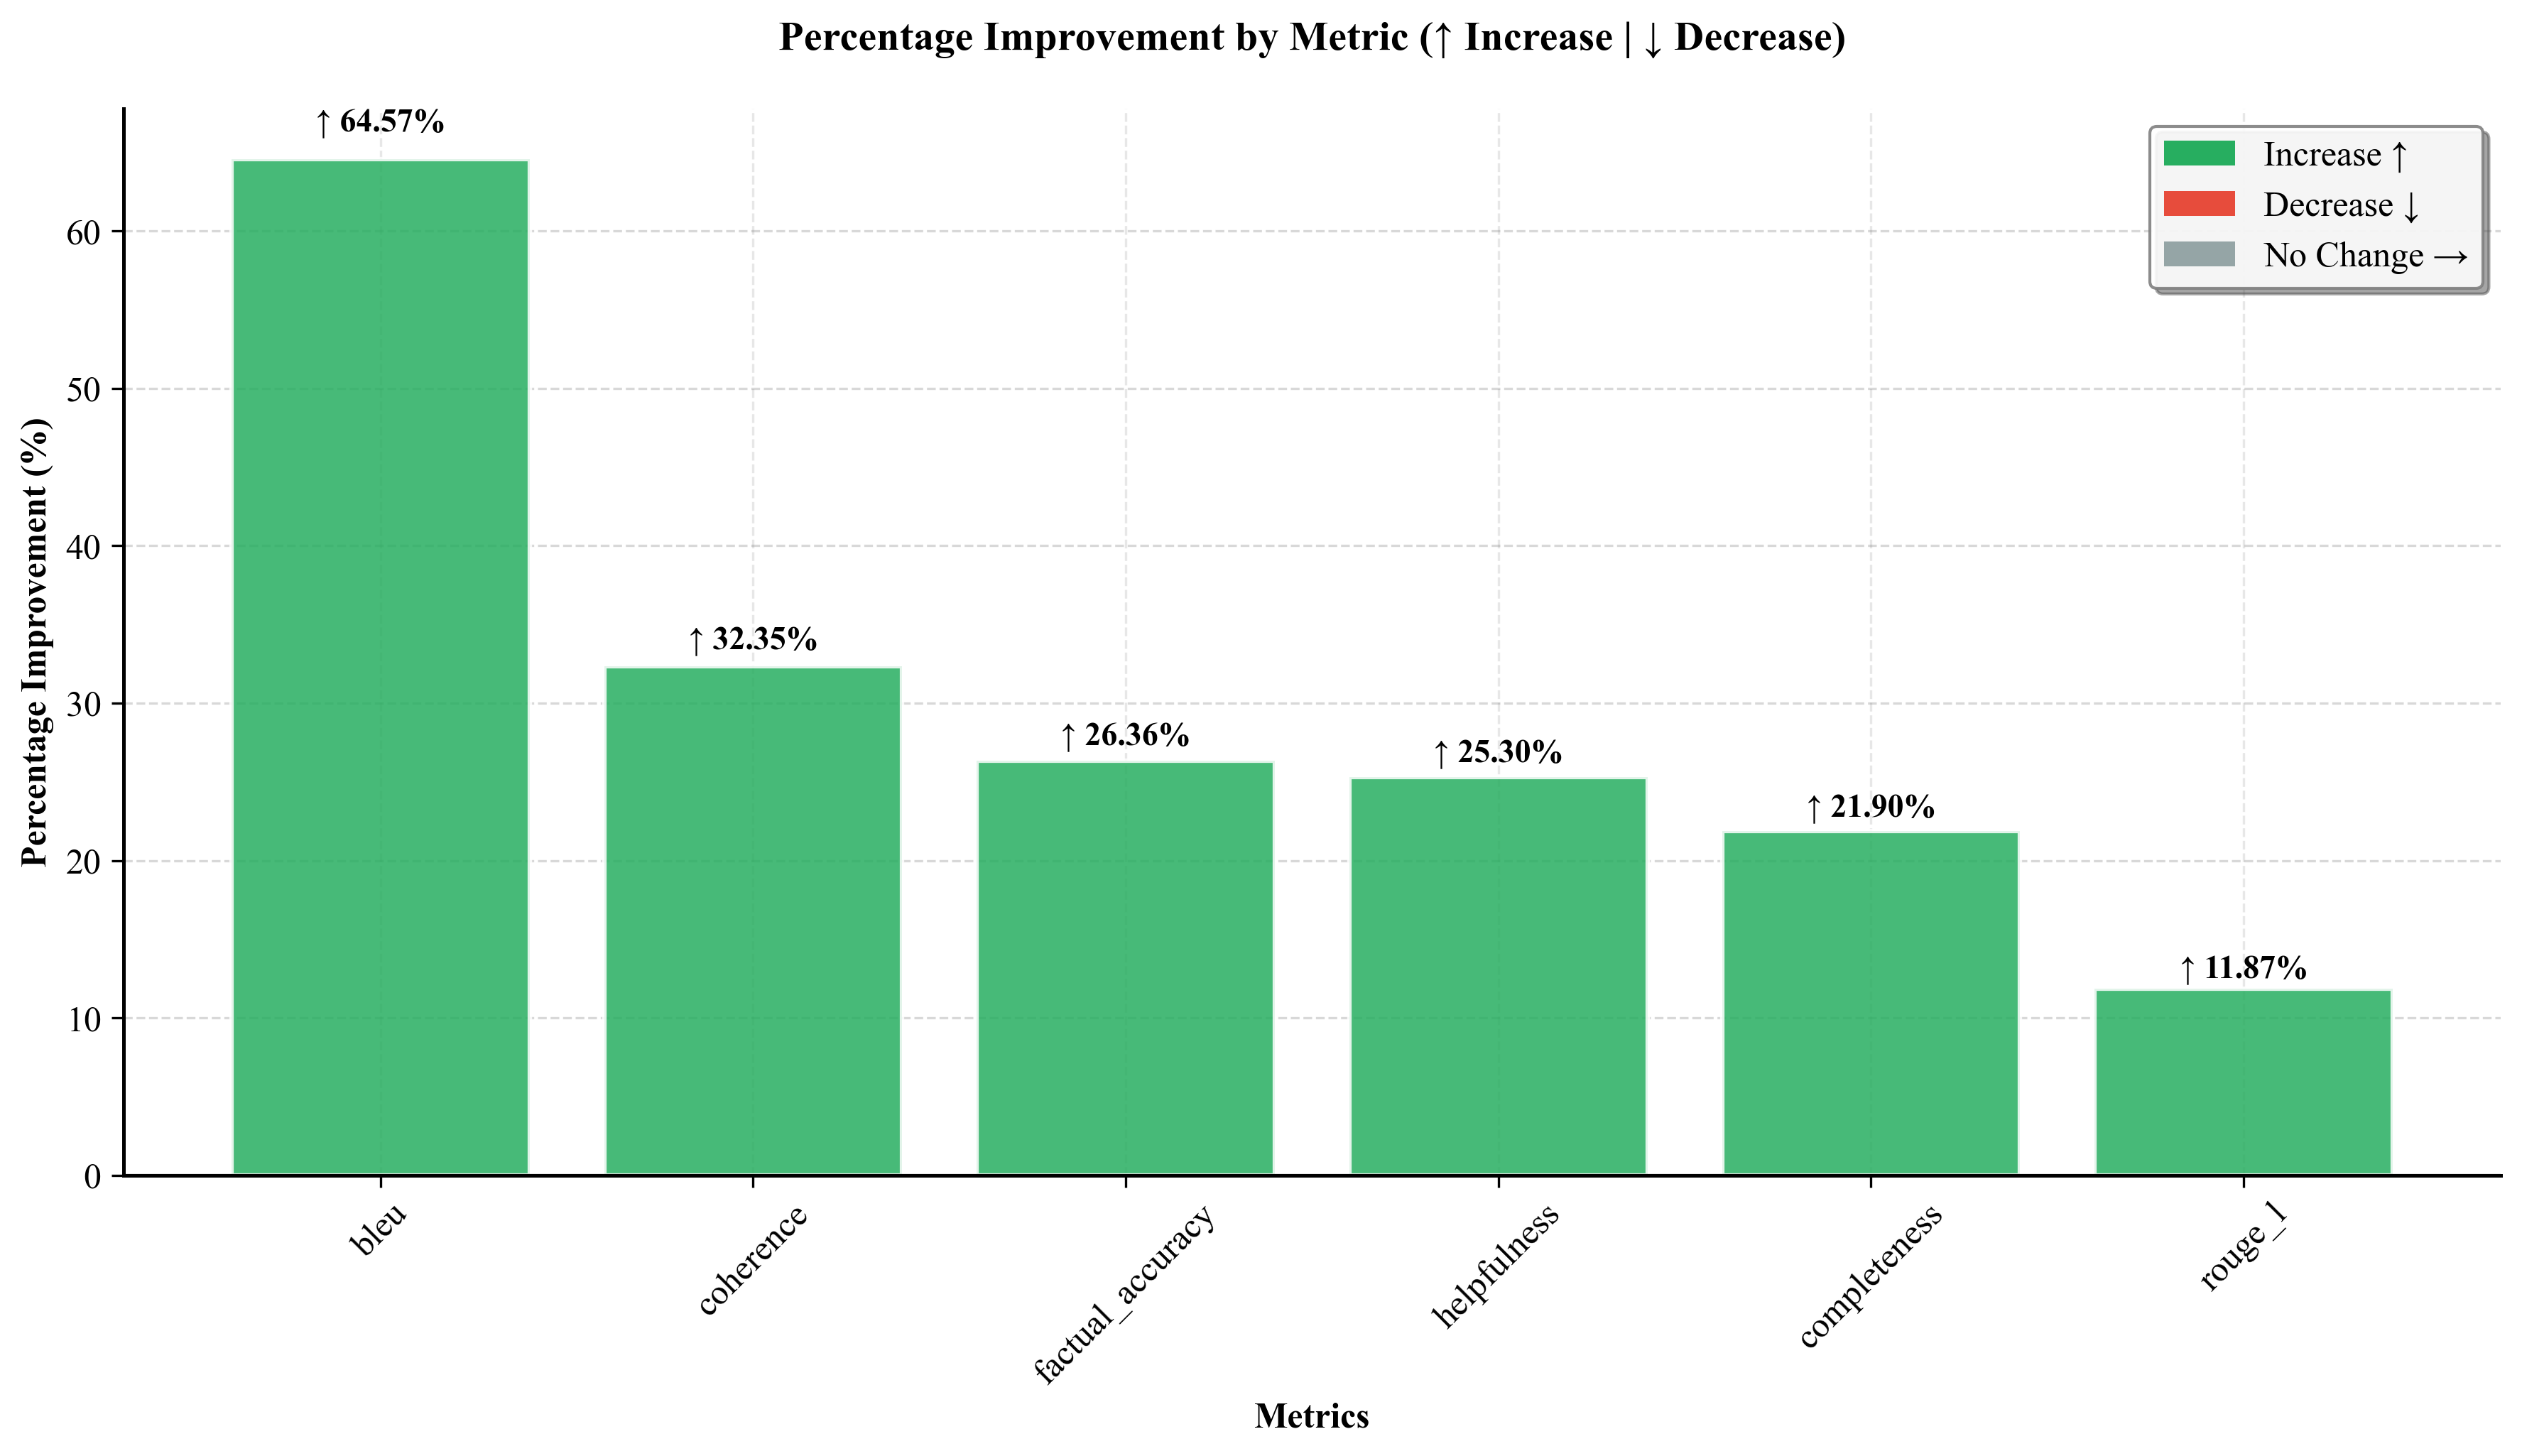 Percentage Improvement by Metric (↑ Increase | ↓ Decrease)
↑ 64.57%
Increase ↑
Decrease ↓
No Change →
60
50
40
↑ 32.35%
30
↑ 26.36%
↑ 25.30%
↑ 21.90%
20
↑ 11.87%
10
0
Percentage Improvement (%)
bleu
coherence
factual_accuracy
helpfulness
completeness
rouge_l
Metrics